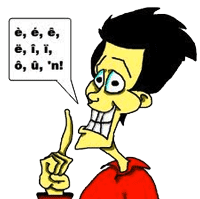 è, é, ê,
ë, î, ï,
ô, û, 'n!